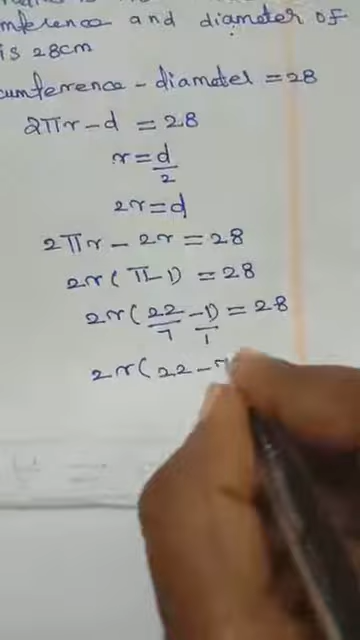 and diameter of
is 28cm
- diameter = 28
2πr - d = 28
r = d/2
2r = d
2πr - 2r = 28
2r(π-1) = 28
2r(22/7 - 1)/1 = 28
2r(22-7